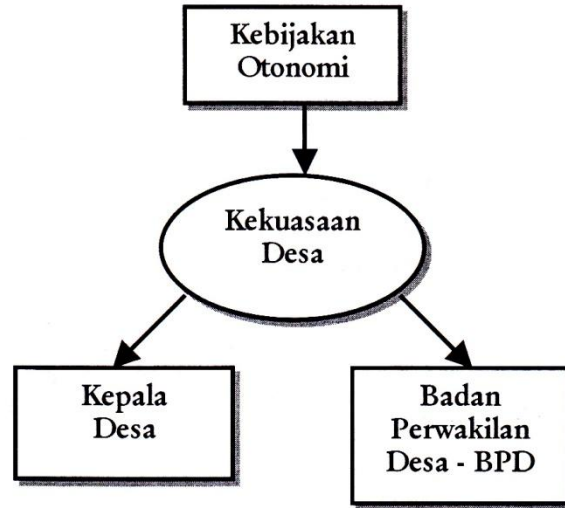 Kebijakan
Otonomi
Kekuasaan
Desa
Kepala
Desa
Badan
Perwakilan
Desa - BPD